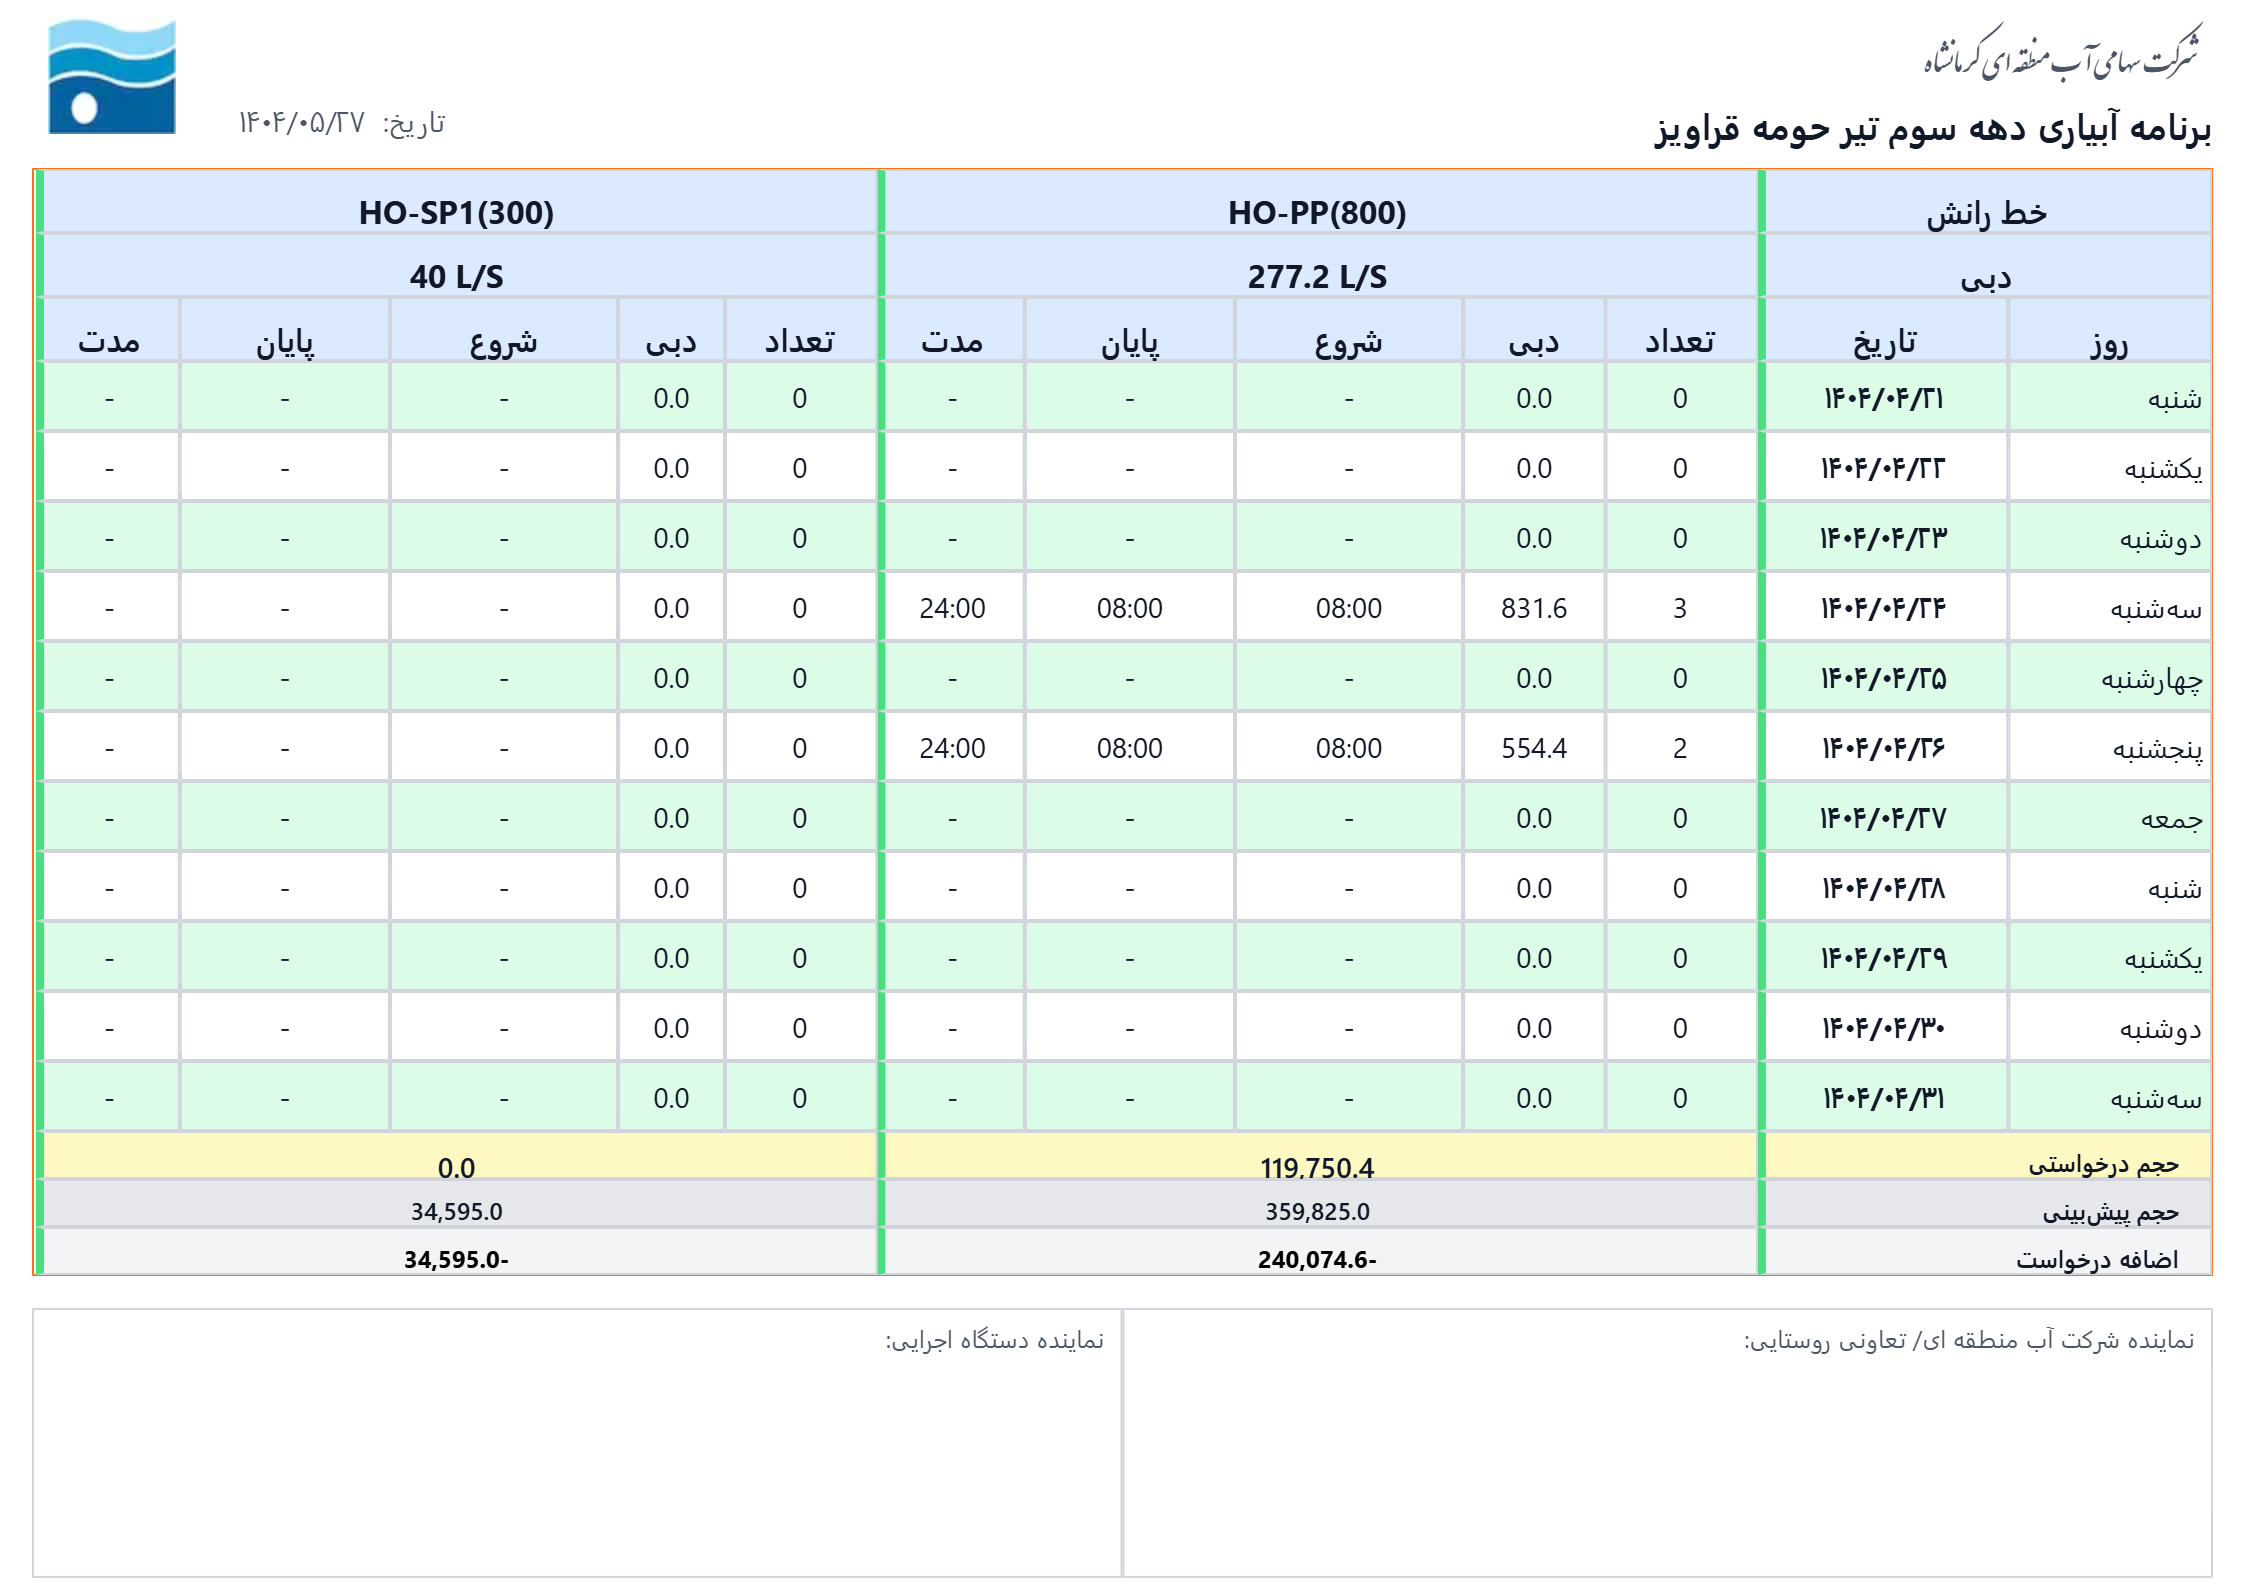 شرکت سهامی آب منطقه ای کرمانشاه
برنامه آبیاری دهه سوم تیر حومه قراویز
تاریخ: ۱۴۰۴/۰۵/۲۷
خط رانش HO-PP(800) HO-SP1(300)
دبی 277.2 L/S 40 L/S
روز تاریخ تعداد دبی شروع پایان مدت تعداد دبی شروع پایان مدت
شنبه ۱۴۰۴/۰۴/۲۱ 0 0.0 - - - 0 0.0 - - -
یکشنبه ۱۴۰۴/۰۴/۲۲ 0 0.0 - - - 0 0.0 - - -
دوشنبه ۱۴۰۴/۰۴/۲۳ 0 0.0 - - - 0 0.0 - - -
سه‌شنبه ۱۴۰۴/۰۴/۲۴ 3 831.6 08:00 08:00 24:00 0 0.0 - - -
چهارشنبه ۱۴۰۴/۰۴/۲۵ 0 0.0 - - - 0 0.0 - - -
پنجشنبه ۱۴۰۴/۰۴/۲۶ 2 554.4 08:00 08:00 24:00 0 0.0 - - -
جمعه ۱۴۰۴/۰۴/۲۷ 0 0.0 - - - 0 0.0 - - -
شنبه ۱۴۰۴/۰۴/۲۸ 0 0.0 - - - 0 0.0 - - -
یکشنبه ۱۴۰۴/۰۴/۲۹ 0 0.0 - - - 0 0.0 - - -
دوشنبه ۱۴۰۴/۰۴/۳۰ 0 0.0 - - - 0 0.0 - - -
سه‌شنبه ۱۴۰۴/۰۴/۳۱ 0 0.0 - - - 0 0.0 - - -
حجم درخواستی 119,750.4 0.0
حجم پیش‌بینی 359,825.0 34,595.0
اضافه درخواست 240,074.6- 34,595.0-
نماینده شرکت آب منطقه ای/ تعاونی روستایی:
نماینده دستگاه اجرایی: